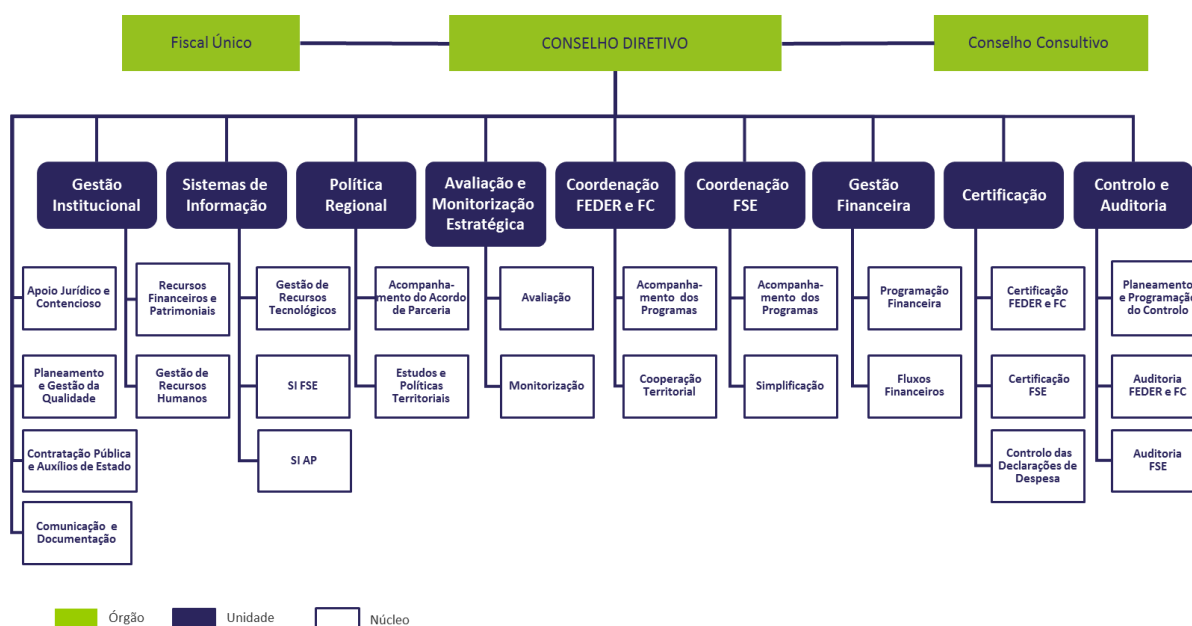 Fiscal Único
CONSELHO DIRETIVO
Conselho Consultivo
Gestão
Institucional
Sistemas de
Informação
Política
Regional
Avaliação e
Monitorização
Estratégica
Coordenação
FEDER e FC
Coordenação
FSE
Gestão
Financeira
Certificação
Controlo e
Auditoria
Apoio Jurídico e
Contencioso
Recursos
Financeiros e
Patrimoniais
Gestão de
Recursos
Tecnológicos
Acompanha-
mento do Acordo
de Parceria
Avaliação
Acompanha-
mento dos
Programas
Acompanha-
mento dos
Programas
Programação
Financeira
Certificação
FEDER e FC
Planeamento
e Programação
do Controlo
Planeamento
e Gestão da
Qualidade
Gestão de
Recursos
Humanos
SI FSE
Estudos e
Políticas
Territoriais
Monitorização
Cooperação
Territorial
Simplificação
Fluxos
Financeiros
Certificação
FSE
Auditoria
FEDER e FC
Contratação Pública
e Auxílios de Estado
SI AP
Controlo das
Declarações de
Despesa
Auditoria
FSE
Comunicação e
Documentação
Órgão
Unidade
Núcleo